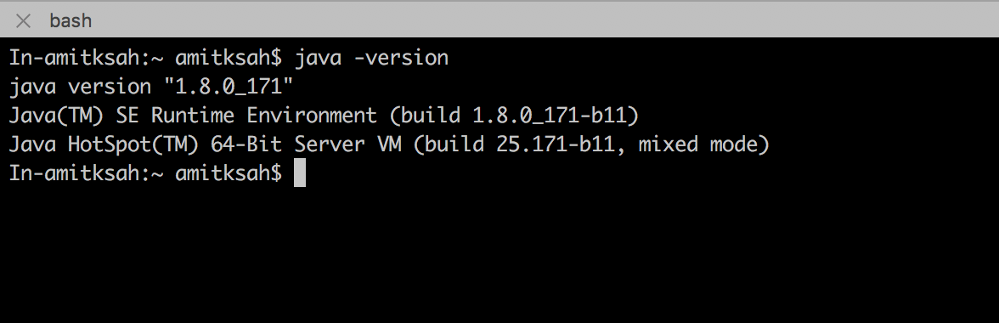 bash
In-amitksah:~ amitksah$ java -version
java version "1.8.0_171"
Java(TM) SE Runtime Environment (build 1.8.0_171-b11)
Java HotSpot(TM) 64-Bit Server VM (build 25.171-b11, mixed mode)
In-amitksah:~ amitksah$